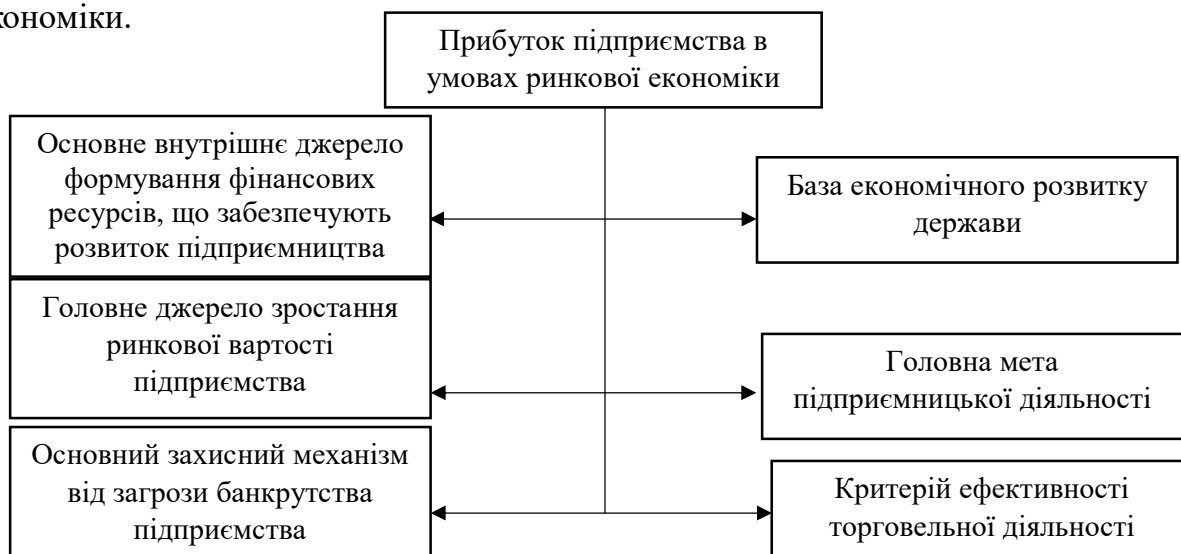 кономіки.
Прибуток підприємства в
умовах ринкової економіки
Основне внутрішнє джерело
формування фінансових
ресурсів, що забезпечують
розвиток підприємництва
База економічного розвитку
держави
Головне джерело зростання
ринкової вартості
підприємства
Головна мета
підприємницької діяльності
Основний захисний механізм
від загрози банкрутства
підприємства
Критерій ефективності
торговельної діяльності